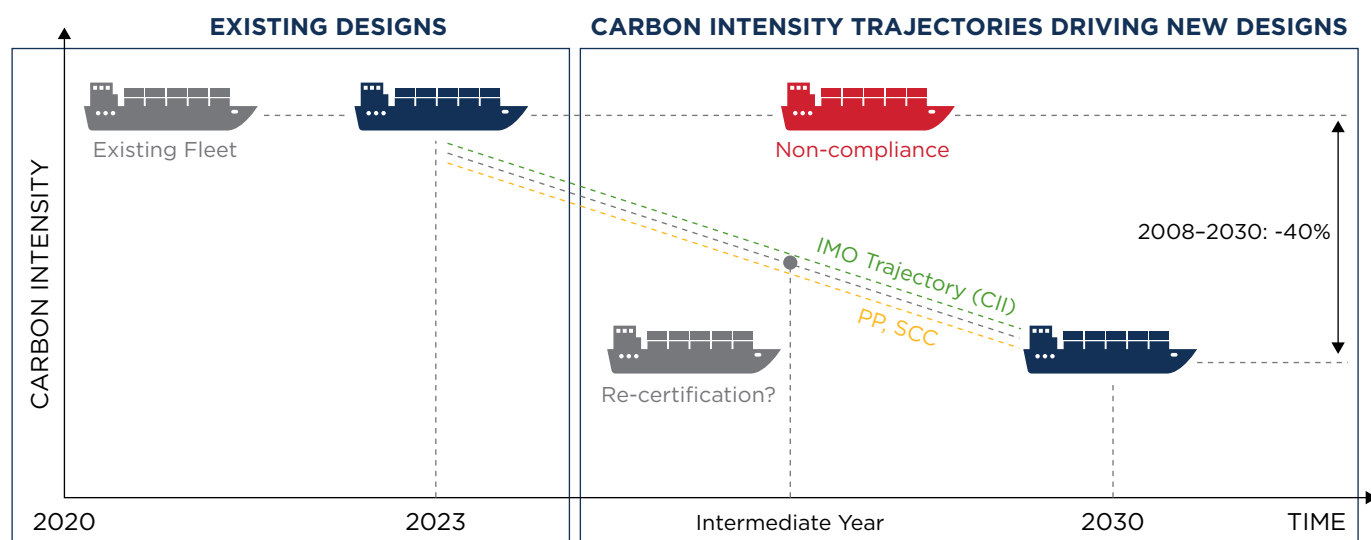 EXISTING DESIGNS
CARBON INTENSITY TRAJECTORIES DRIVING NEW DESIGNS
Existing Fleet
Non-compliance
CARBON INTENSITY
2008–2030: -40%
IMO Trajectory (CII)
PP, SCC
Re-certification?
2020
2023
Intermediate Year
2030
TIME